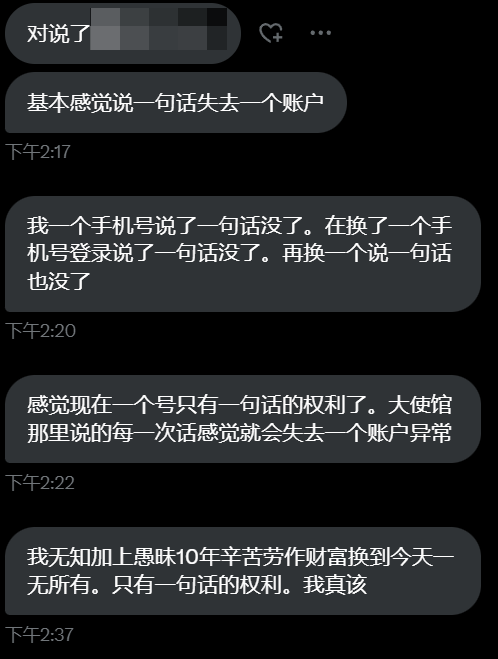 对说了
基本感觉说一句话失去一个账户
下午2:17
我一个手机号说了一句话没了。在换了一个手
机号登录说了一句话没了。再换一个说一句话
也没了
下午2:20
感觉现在一个号只有一句话的权利了。大使馆
那里说的每一次话感觉就会失去一个账户异常
下午2:22
我无知加上愚昧10年辛苦劳作财富换到今天一
无所有。只有一句话的权利。我真该
下午2:37